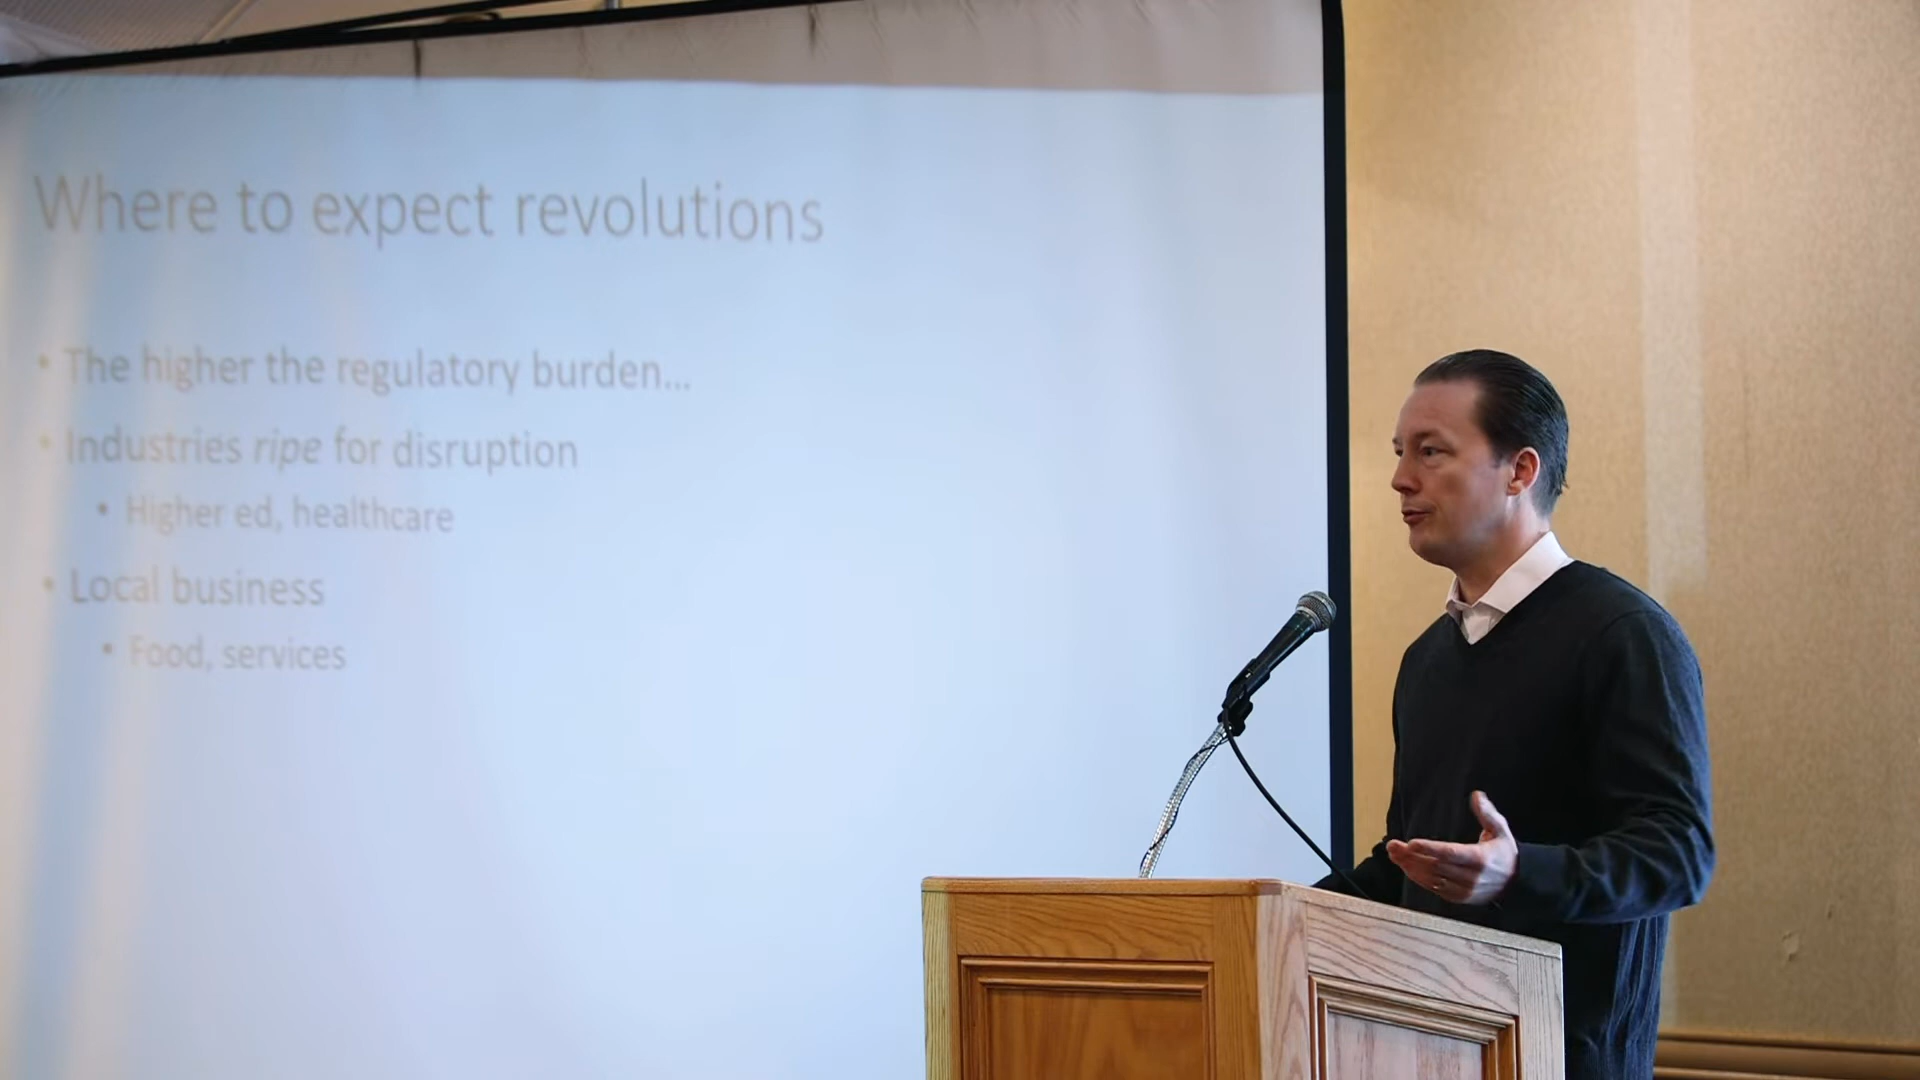 Where to expect revolutions
• The higher the regulatory burden...
• Industries ripe for disruption
• Higher ed, healthcare
• Local business
• Food, services